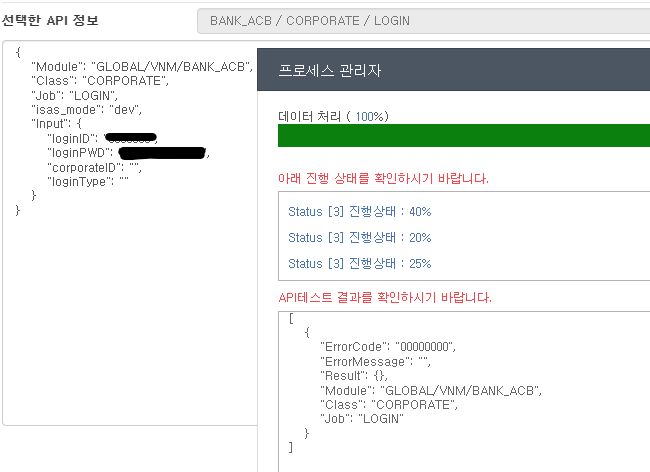 선택한 API 정보
BANK_ACB / CORPORATE / LOGIN
{
"Module": "GLOBAL/VNM/BANK_ACB",
"Class": "CORPORATE",
"Job": "LOGIN",
"isas_mode": "dev",
"Input": {
"loginID":
"loginPWD":
"corporateID": "",
"loginType": ""
}
}
프로세스 관리자
데이터 처리 ( 100%)
아래 진행 상태를 확인하시기 바랍니다.
Status [3] 진행상태 : 40%
Status [3] 진행상태 : 20%
Status [3] 진행상태 : 25%
API테스트 결과를 확인하시기 바랍니다.
[
{
"ErrorCode": "00000000",
"ErrorMessage": "",
"Result": {},
"Module": "GLOBAL/VNM/BANK_ACB",
"Class": "CORPORATE",
"Job": "LOGIN"
}
]